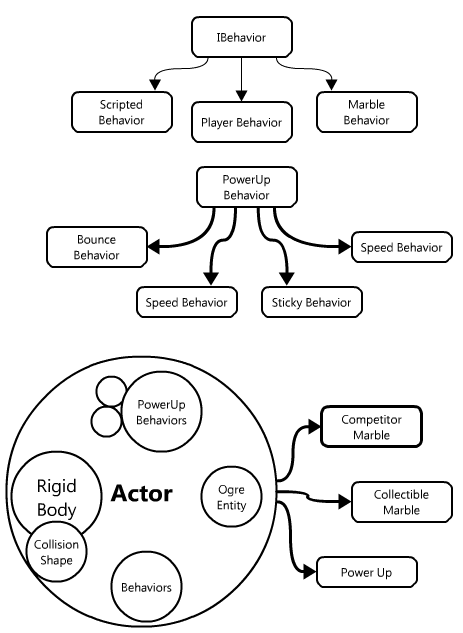 IBehavior
Scripted
Behavior
Player Behavior
Marble
Behavior
PowerUp
Behavior
Bounce
Behavior
Speed Behavior
Speed Behavior
Sticky Behavior
PowerUp
Behaviors
Competitor
Marble
Rigid
Body
Actor
Ogre
Entity
Collectible
Marble
Collision
Shape
Behaviors
Power Up